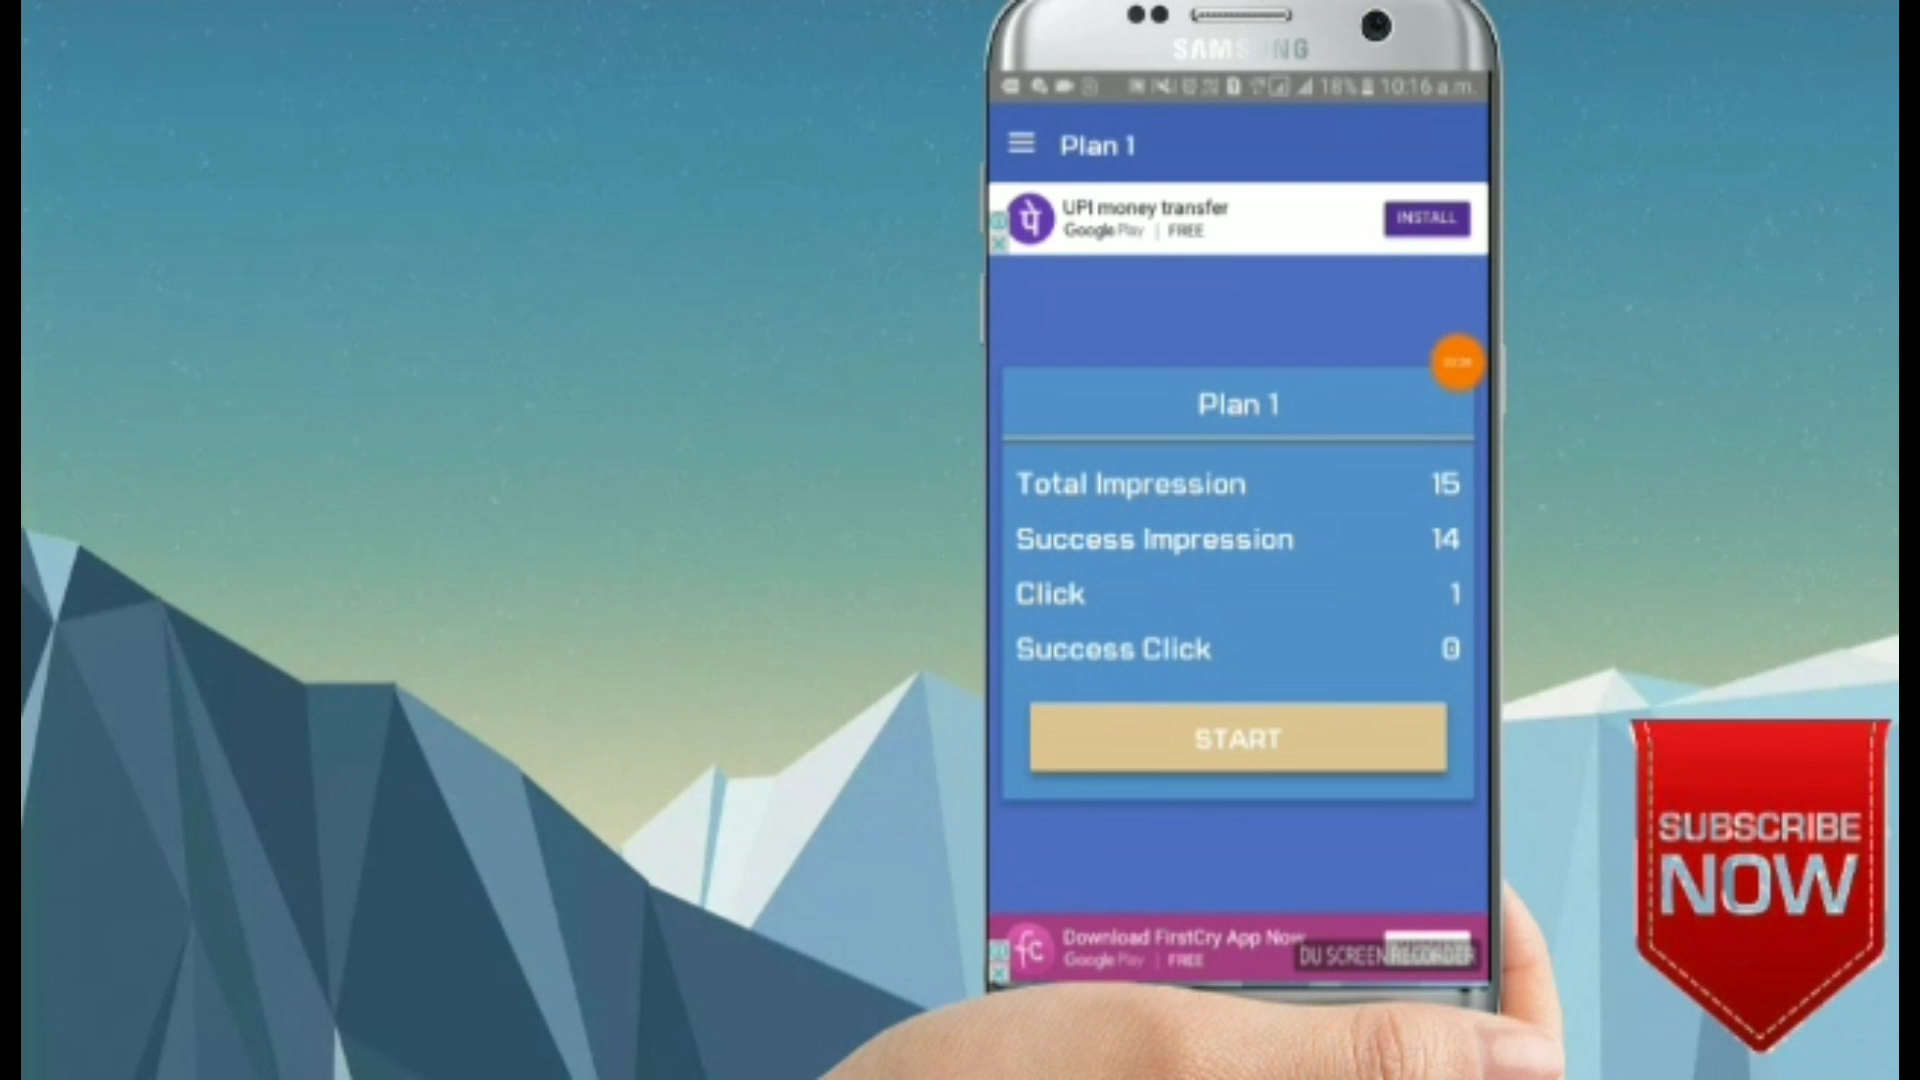 SAMSUNG
18% 10:16 a.m.
Plan 1
पे
UPI money transfer
Google Play | FREE
INSTALL
Plan 1
Total Impression 15
Success Impression 14
Click 1
Success Click 0
START
SUBSCRIBE
NOW
fc
Download FirstCry App Now
Google Play | FREE
DU SCREEN RECORDER